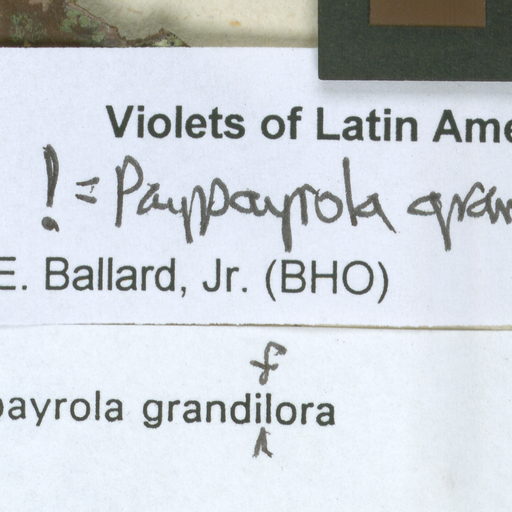 Violets of Latin Ame
! = Paypayrola gran
E. Ballard, Jr. (BHO)
f
payrola grandilora